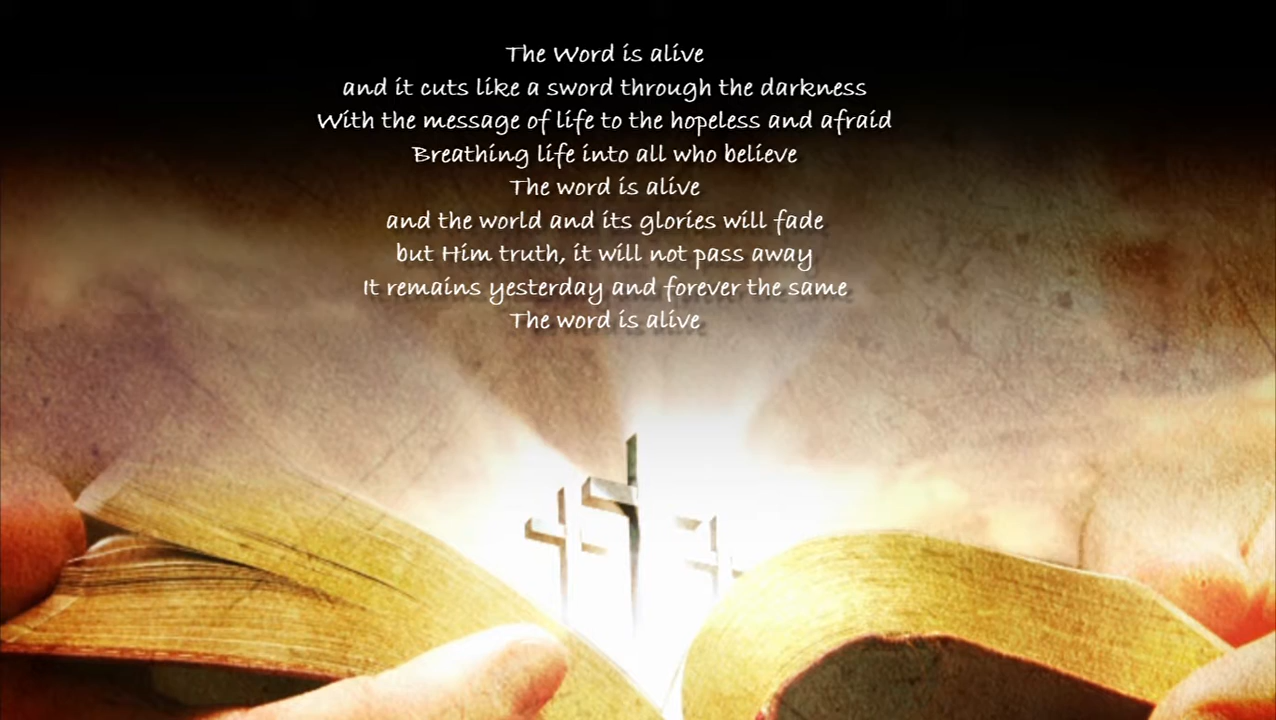 The Word is alive
and it cuts like a sword through the darkness
With the message of life to the hopeless and afraid
Breathing life into all who believe
The word is alive
and the world and its glories will fade
but Him truth, it will not pass away
It remains yesterday and forever the same
The word is alive